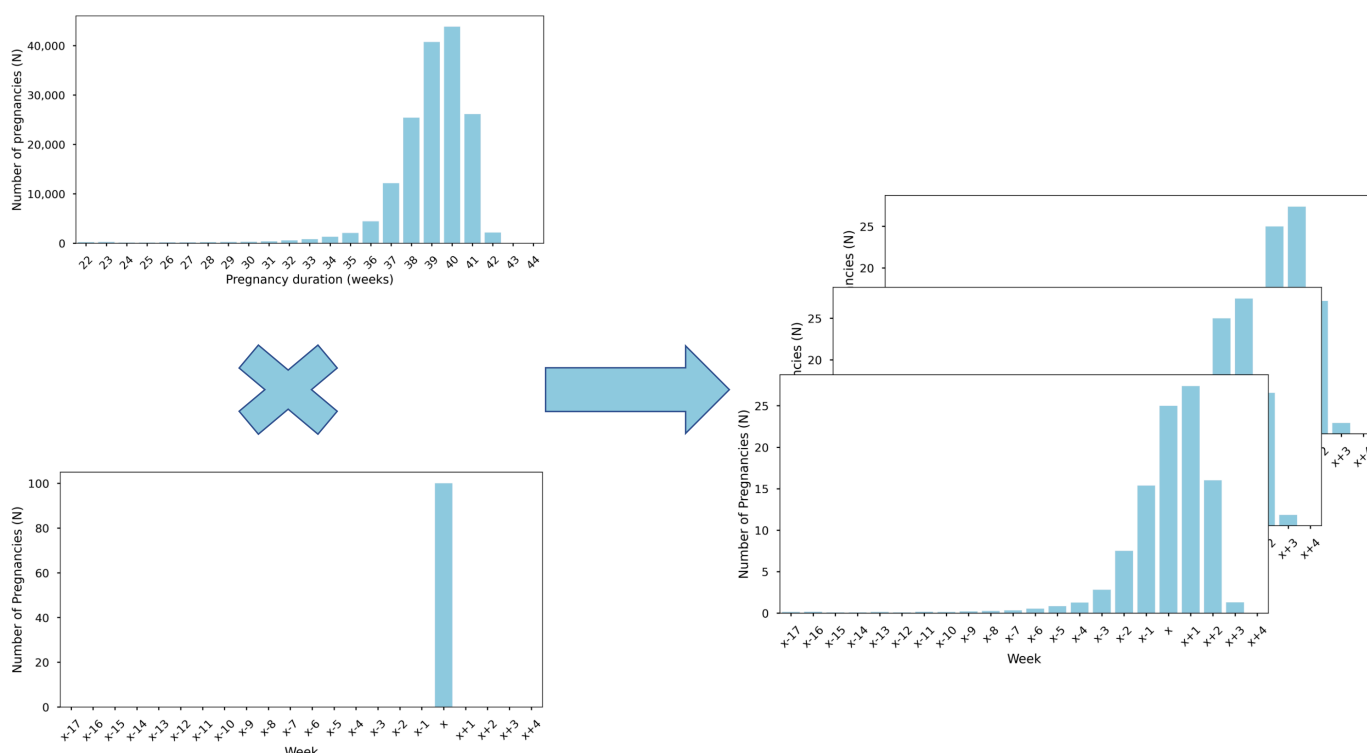 Number of pregnancies (N)
40,000
30,000
20,000
10,000
0
22 23 24 25 26 27 28 29 30 31 32 33 34 35 36 37 38 39 40 41 42 43 44
Pregnancy duration (weeks)
Number of Pregnancies (N)
100
80
60
40
20
0
x-17 x-16 x-15 x-14 x-13 x-12 x-11 x-10 x-9 x-8 x-7 x-6 x-5 x-4 x-3 x-2 x-1 x x+1 x+2 x+3 x+4
Week
ncies (N)
25
20
2 x+3 x+4
ncies (N)
25
20
2 x+3 x+4
Number of Pregnancies (N)
25
20
15
10
5
0
x-17 x-16 x-15 x-14 x-13 x-12 x-11 x-10 x-9 x-8 x-7 x-6 x-5 x-4 x-3 x-2 x-1 x x+1 x+2 x+3 x+4
Week